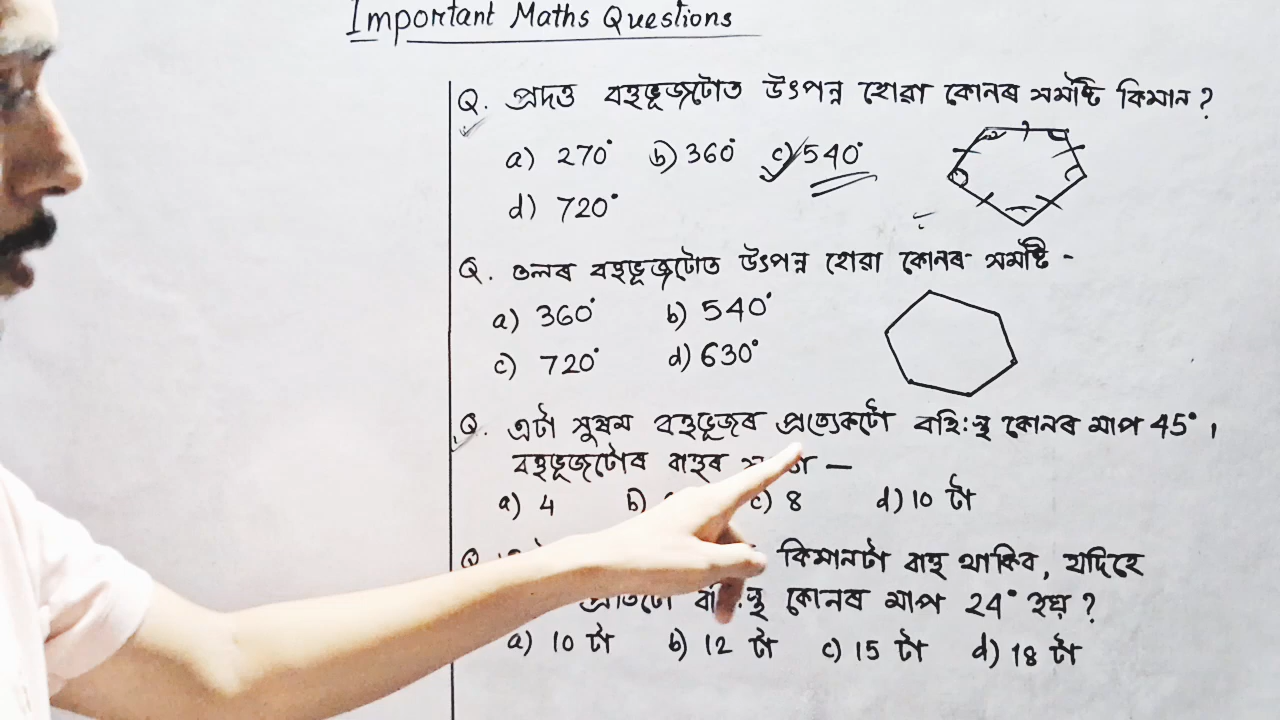 Important Maths Questions
Q. প্ৰদত্ত বহুভূজটোত উৎপন্ন হোৱা কোনৰ সমষ্টি কিমান ?
a) 270° b) 360° c) 540°
d) 720°
Q. তলৰ বহুভূজটোত উৎপন্ন হোৱা কোনৰ সমষ্টি -
a) 360° b) 540°
c) 720° d) 630°
Q. এটা সুষম বহুভূজৰ প্ৰত্যেকটো বহিঃস্থ কোনৰ মাপ 45° ,
বহুভূজটোৰ বাহুৰ —
a) 4 b) c) 8 d) 10 টা
Q. কিমানটা বাহু থাকিব, যদিহে
প্ৰতিটো কোনৰ মাপ 24° হয় ?
a) 10 টা b) 12 টা c) 15 টা d) 18 টা